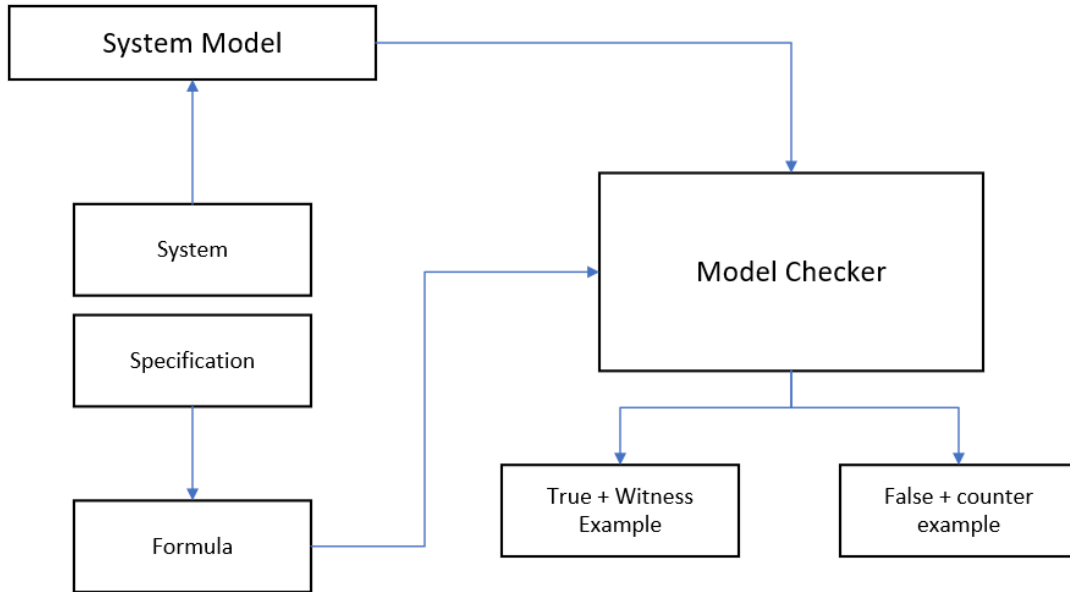 System Model
System
Specification
Formula
Model Checker
True + Witness
Example
False + counter
example